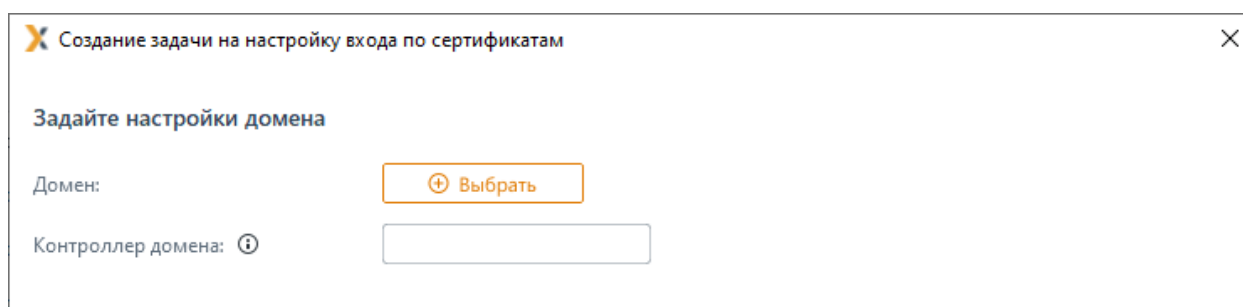 Создание задачи на настройку входа по сертификатам
Задайте настройки домена
Домен:
Выбрать
Контроллер домена: